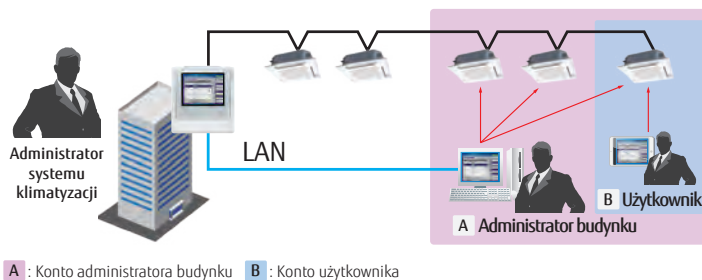 Administrator
systemu
klimatyzacji
LAN
B Użytkownik
A Administrator budynku
A : Konto administratora budynku B : Konto użytkownika